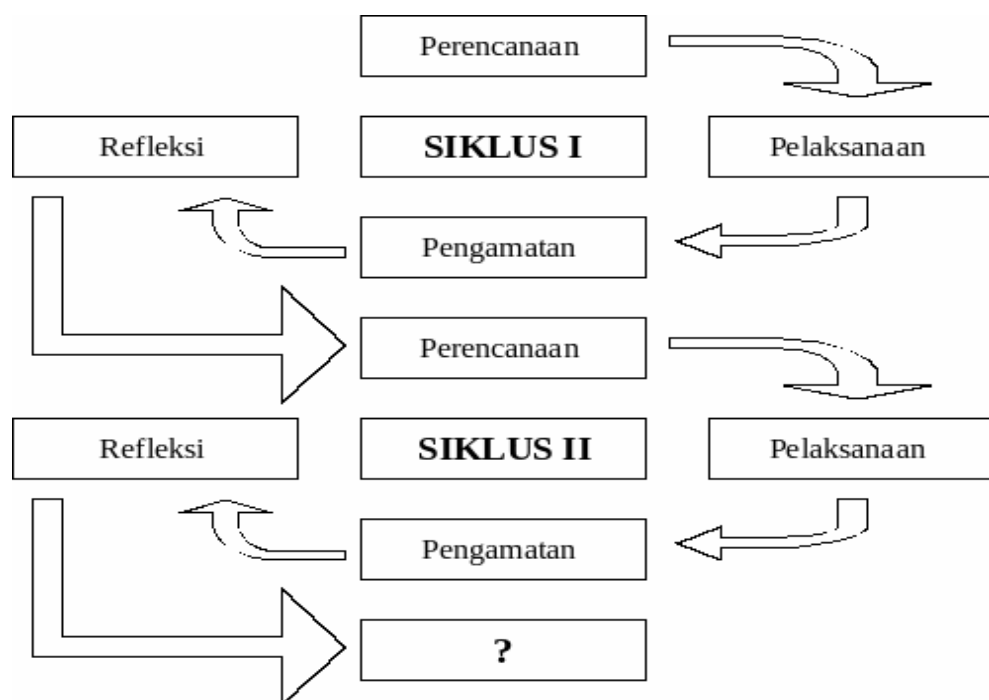 Perencanaan
Refleksi
SIKLUS I
Pelaksanaan
Pengamatan
Perencanaan
Refleksi
SIKLUS II
Pelaksanaan
Pengamatan
?